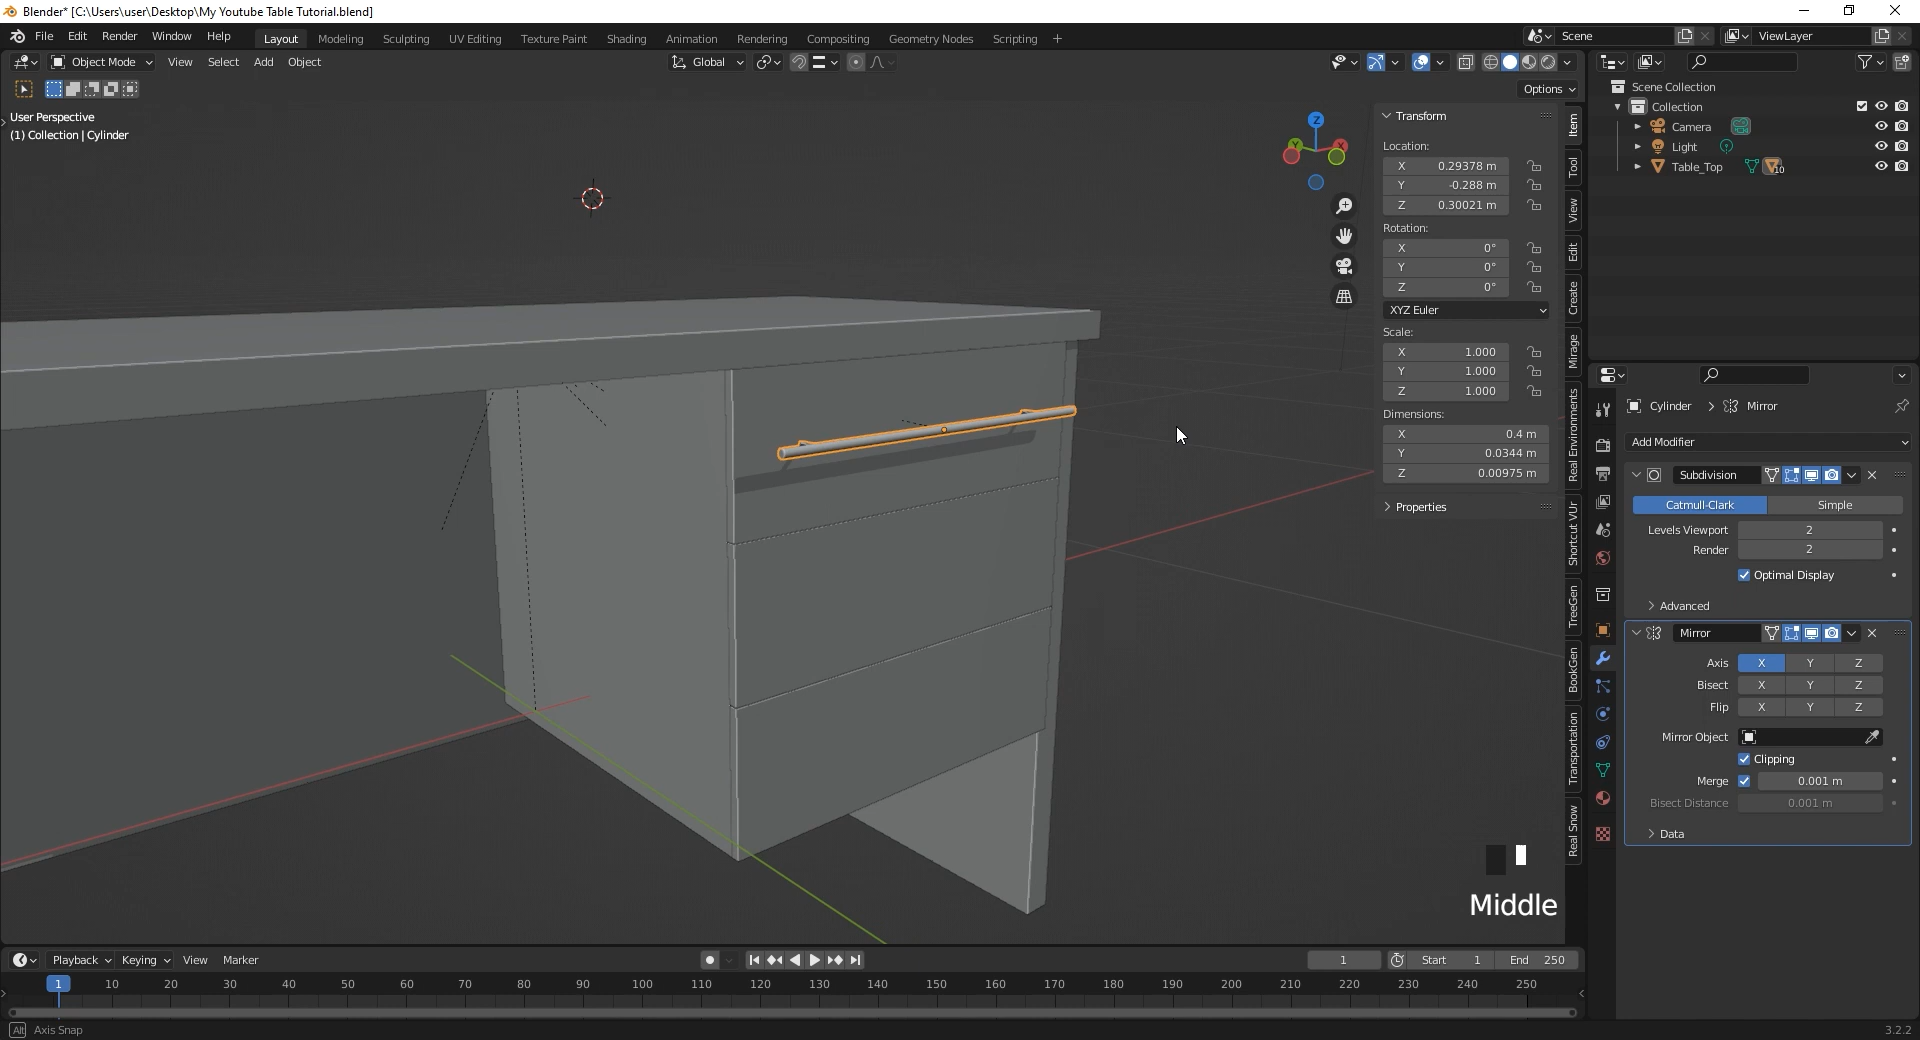 Blender* [C:\Users\user\Desktop\My Youtube Table Tutorial.blend]
File Edit Render Window Help Layout Modeling Sculpting UV Editing Texture Paint Shading Animation Rendering Compositing Geometry Nodes Scripting + Scene ViewLayer
Object Mode View Select Add Object Global
Options
User Perspective
(1) Collection | Cylinder
Z
Y
X
Transform
Location:
X 0.29378 m
Y -0.288 m
Z 0.30021 m
Rotation:
X 0°
Y 0°
Z 0°
XYZ Euler
Scale:
X 1.000
Y 1.000
Z 1.000
Dimensions:
X 0.4 m
Y 0.0344 m
Z 0.00975 m
Properties
Item
Tool
View
Edit
Create
Mirage
Real Environments
Shortcut VUr
TreeGen
BookGen
Transportation
Real Snow
Scene Collection
Collection
Camera
Light
Table_Top 10
Cylinder > Mirror
Add Modifier
Subdivision
Catmull-Clark Simple
Levels Viewport 2
Render 2
Optimal Display
Advanced
Mirror
Axis X Y Z
Bisect X Y Z
Flip X Y Z
Mirror Object
Clipping
Merge 0.001 m
Bisect Distance 0.001 m
Data
Middle
Playback Keying View Marker 1 Start 1 End 250
1 10 20 30 40 50 60 70 80 90 100 110 120 130 140 150 160 170 180 190 200 210 220 230 240 250
Alt Axis Snap 3.2.2